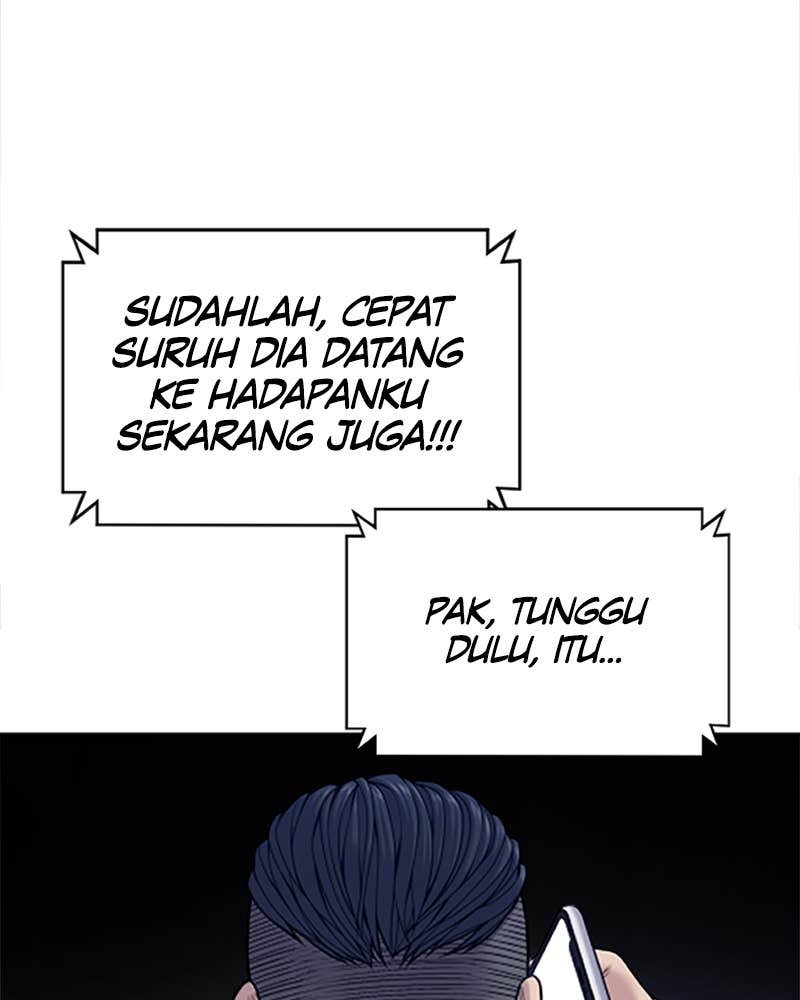 SUDAHLAH, CEPAT
SURUH DIA DATANG
KE HADAPANKU
SEKARANG JUGA!!!
PAK, TUNGGU
DULU, ITU...